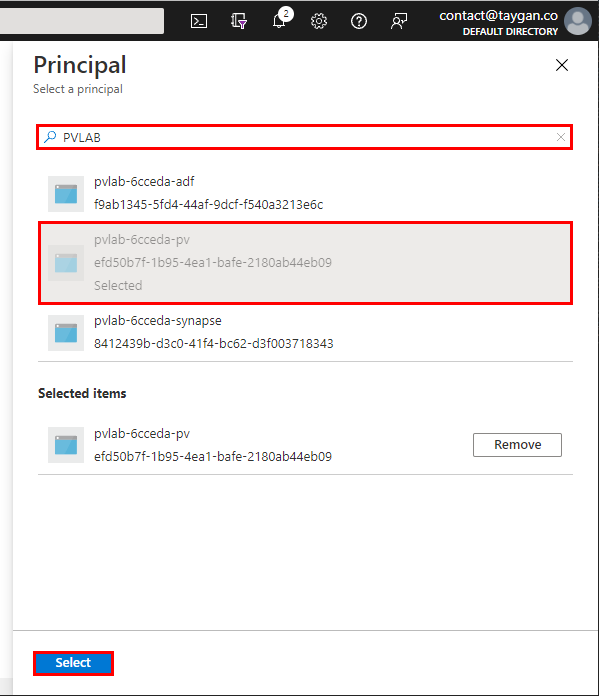 2
contact@taygan.co
DEFAULT DIRECTORY
Principal
Select a principal
PVLAB
pvlab-6cceda-adf
f9ab1345-5fd4-44af-9dcf-f540a3213e6c
pvlab-6cceda-pv
efd50b7f-1b95-4ea1-bafe-2180ab44eb09
Selected
pvlab-6cceda-synapse
8412439b-d3c0-41f4-bc62-d3f003718343
Selected items
pvlab-6cceda-pv
efd50b7f-1b95-4ea1-bafe-2180ab44eb09
Remove
Select